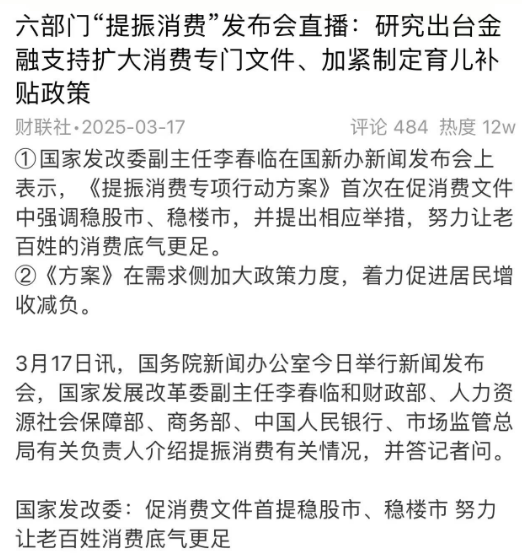 六部门“提振消费”发布会直播：研究出台金
融支持扩大消费专门文件、加紧制定育儿补
贴政策
财联社·2025-03-17 评论 484 热度 12w
①国家发改委副主任李春临在国新办新闻发布会上
表示，《提振消费专项行动方案》首次在促消费文件
中强调稳股市、稳楼市，并提出相应举措，努力让老
百姓的消费底气更足。
②《方案》在需求侧加大政策力度，着力促进居民增
收减负。
3月17日讯，国务院新闻办公室今日举行新闻发布
会，国家发展改革委副主任李春临和财政部、人力资
源社会保障部、商务部、中国人民银行、市场监管总
局有关负责人介绍提振消费有关情况，并答记者问。
国家发改委：促消费文件首提稳股市、稳楼市 努力
让老百姓消费底气更足